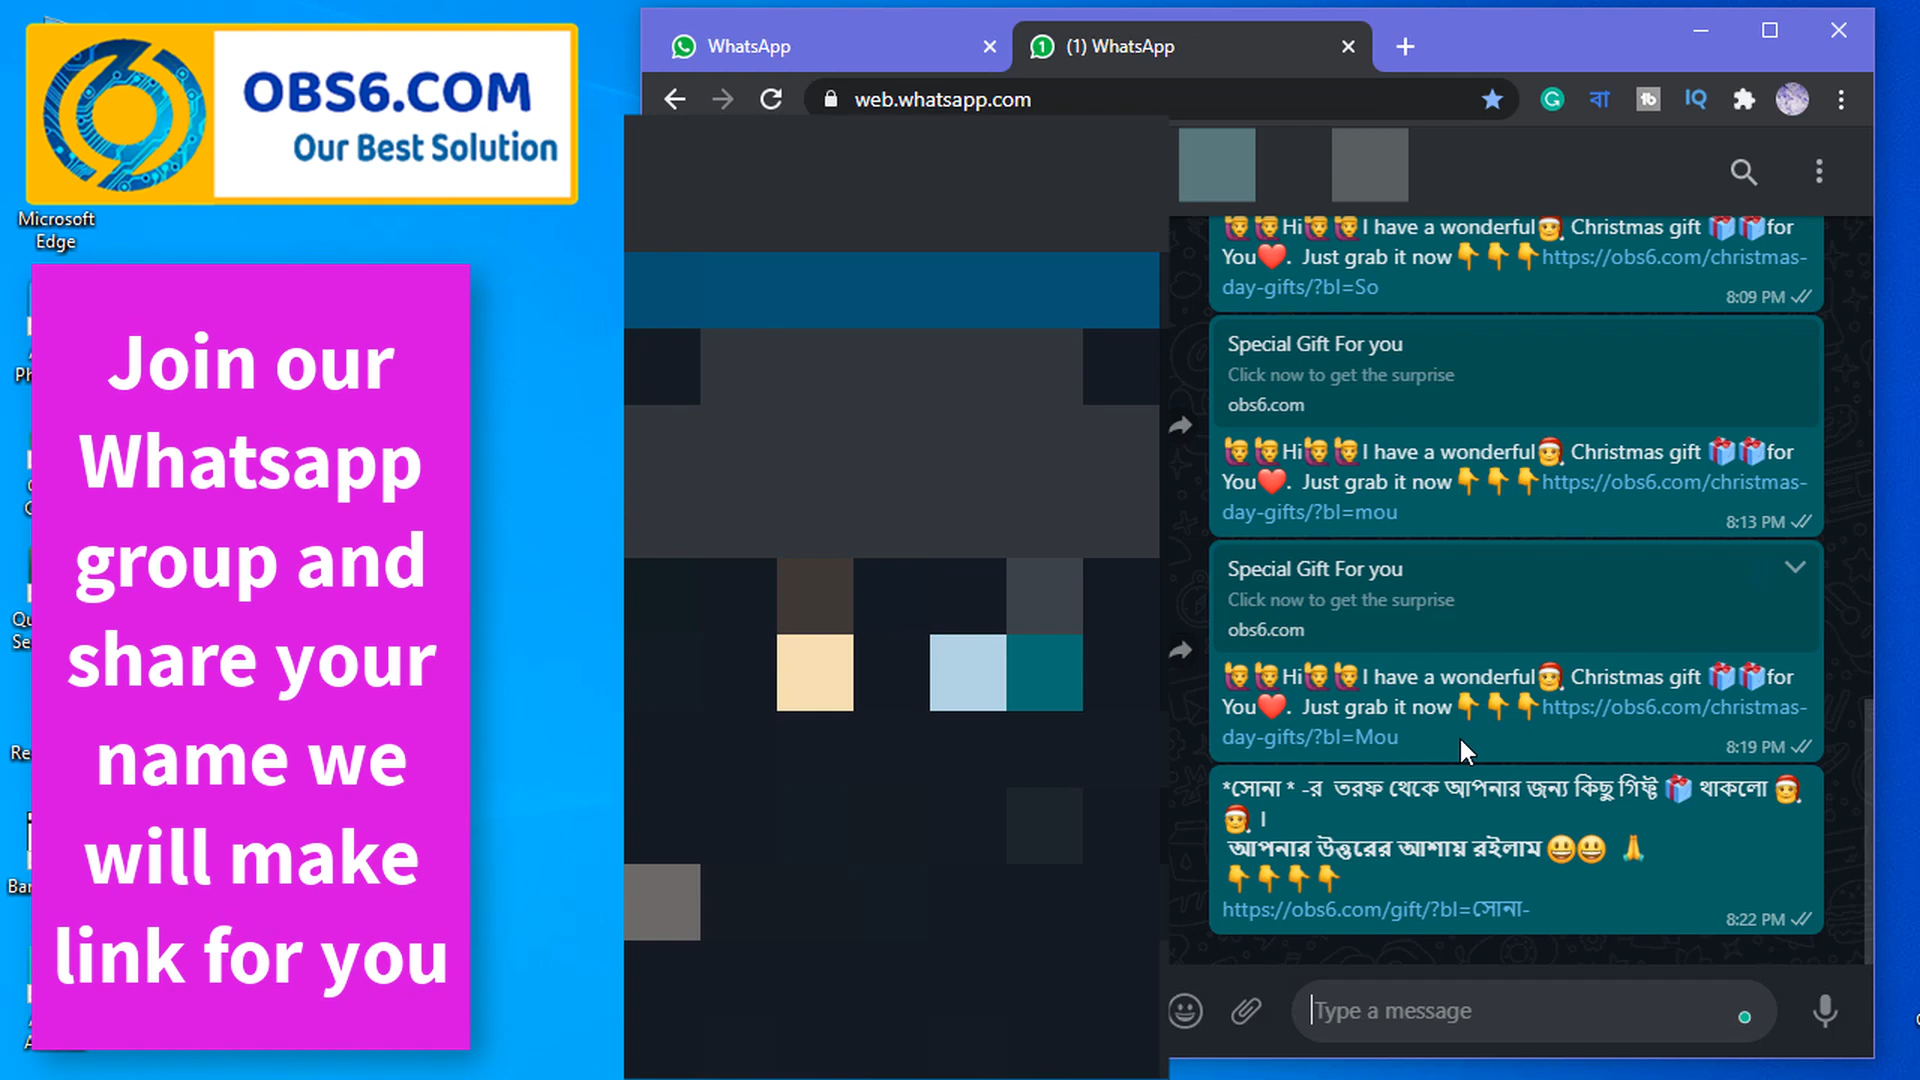 OBS6.COM
Our Best Solution
Microsoft
Edge
Join our
Whatsapp
group and
share your
name we
will make
link for you
WhatsApp
(1) WhatsApp
web.whatsapp.com
🙋🙋Hi🙋🙋I have a wonderful🎅 Christmas gift 🎁🎁for
You❤️.  Just grab it now👇👇👇https://obs6.com/christmas-
day-gifts/?bl=So
8:09 PM
Special Gift For you
Click now to get the surprise
obs6.com
🙋🙋Hi🙋🙋I have a wonderful🎅 Christmas gift 🎁🎁for
You❤️.  Just grab it now👇👇👇https://obs6.com/christmas-
day-gifts/?bl=mou
8:13 PM
Special Gift For you
Click now to get the surprise
obs6.com
🙋🙋Hi🙋🙋I have a wonderful🎅 Christmas gift 🎁🎁for
You❤️.  Just grab it now👇👇👇https://obs6.com/christmas-
day-gifts/?bl=Mou
8:19 PM
*সোনা * -র  তরফ থেকে আপনার জন্য কিছু গিফ্ট 🎁 থাকলো 🎅
🎅 ।
আপনার উত্তরের আশায় রইলাম 😃😃 🙏
👇👇👇👇
https://obs6.com/gift/?bl=সোনা-
8:22 PM
Type a message